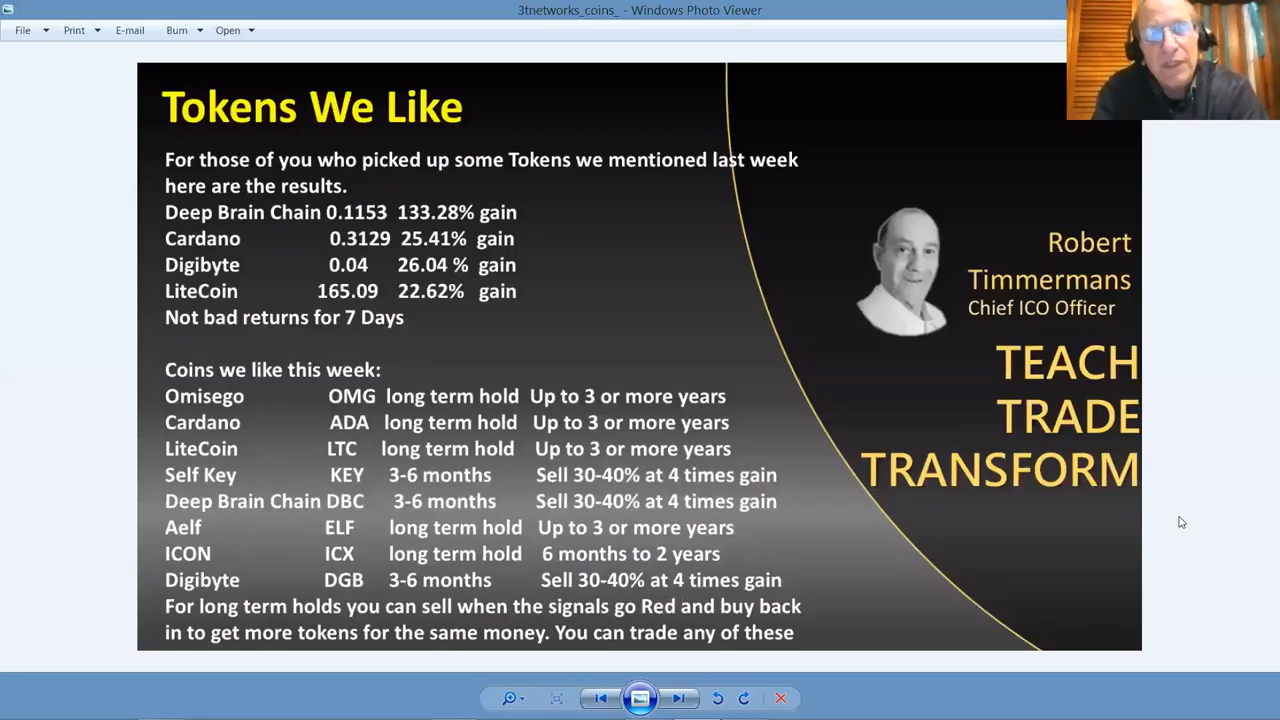 3tnetworks_coins_ - Windows Photo Viewer
File Print E-mail Burn Open
Tokens We Like
For those of you who picked up some Tokens we mentioned last week
here are the results.
Deep Brain Chain 0.1153 133.28% gain
Cardano 0.3129 25.41% gain
Digibyte 0.04 26.04 % gain
LiteCoin 165.09 22.62% gain
Not bad returns for 7 Days
Coins we like this week:
Omisego OMG long term hold Up to 3 or more years
Cardano ADA long term hold Up to 3 or more years
LiteCoin LTC long term hold Up to 3 or more years
Self Key KEY 3-6 months Sell 30-40% at 4 times gain
Deep Brain Chain DBC 3-6 months Sell 30-40% at 4 times gain
Aelf ELF long term hold Up to 3 or more years
ICON ICX long term hold 6 months to 2 years
Digibyte DGB 3-6 months Sell 30-40% at 4 times gain
For long term holds you can sell when the signals go Red and buy back
in to get more tokens for the same money. You can trade any of these
Robert
Timmermans
Chief ICO Officer
TEACH
TRADE
TRANSFORM